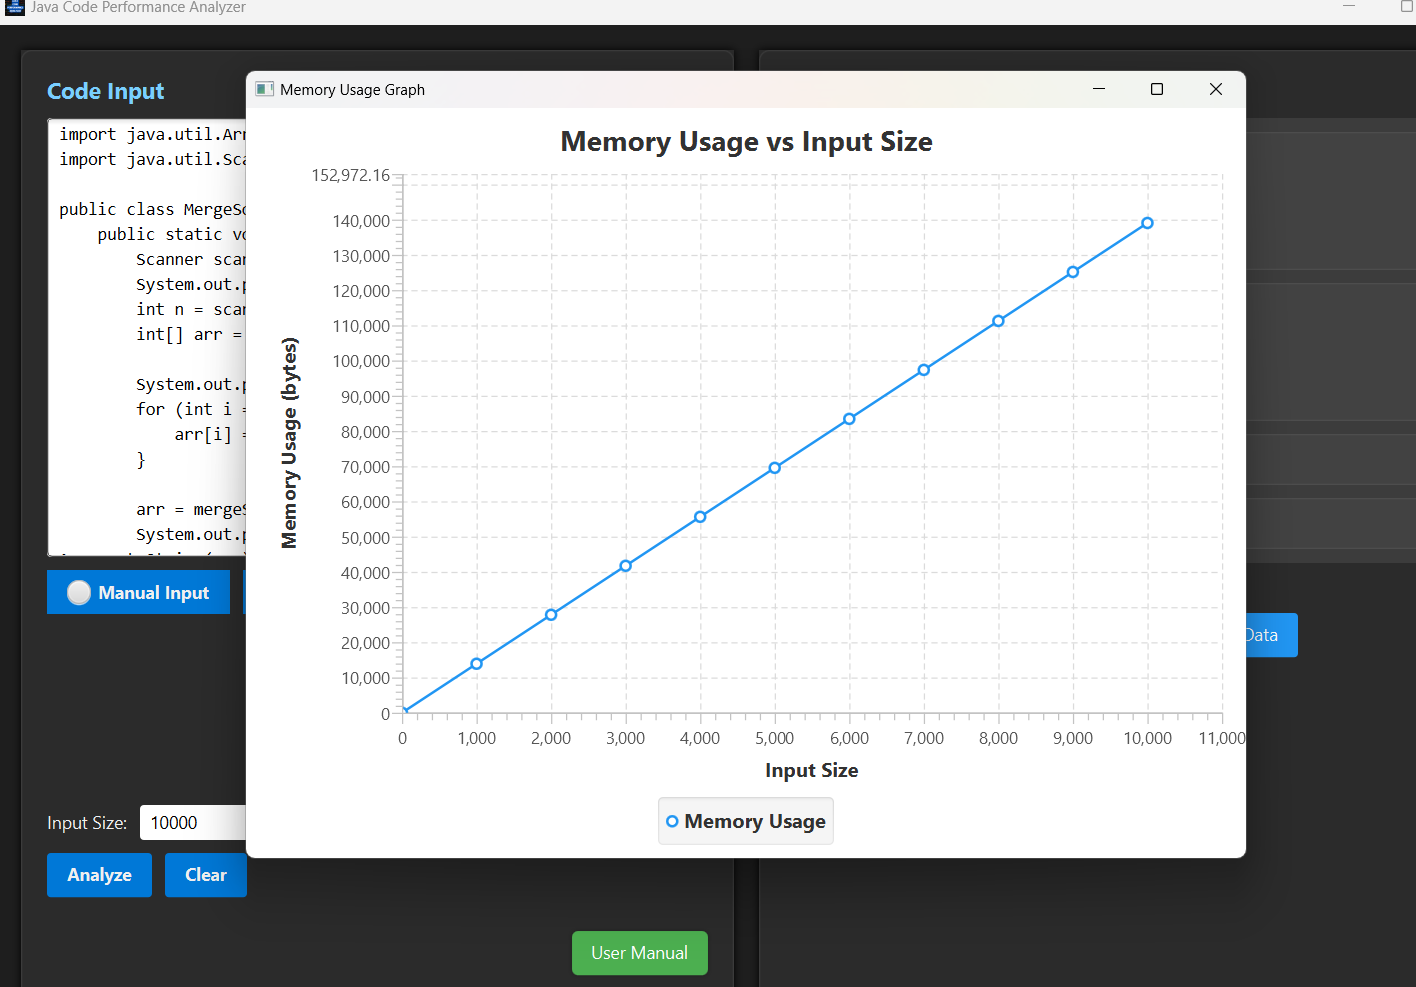 Java Code Performance Analyzer
Code Input
import java.util.Arr
import java.util.Sca
public class MergeSo
public static vo
Scanner scan
System.out.p
int n = scan
int[] arr =
System.out.p
for (int i =
arr[i] =
}
arr = mergeS
System.out.p
Manual Input
Input Size: 10000
Analyze Clear
User Manual
Data
Memory Usage Graph
Memory Usage vs Input Size
Memory Usage (bytes)
152,972.16
140,000
130,000
120,000
110,000
100,000
90,000
80,000
70,000
60,000
50,000
40,000
30,000
20,000
10,000
0
0 1,000 2,000 3,000 4,000 5,000 6,000 7,000 8,000 9,000 10,000 11,000
Input Size
Memory Usage